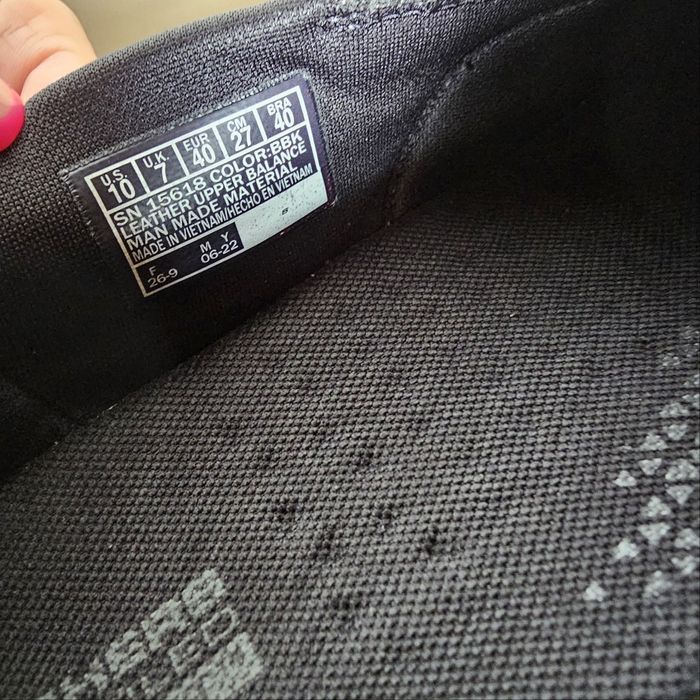 U.S. U.K. EUR CM BRA
10 7 40 27 40
SN 15618 COLOR:BBK
LEATHER UPPER BALANCE
MAN MADE MATERIAL
MADE IN VIETNAM/HECHO EN VIETNAM
F M Y
26-9 06-22